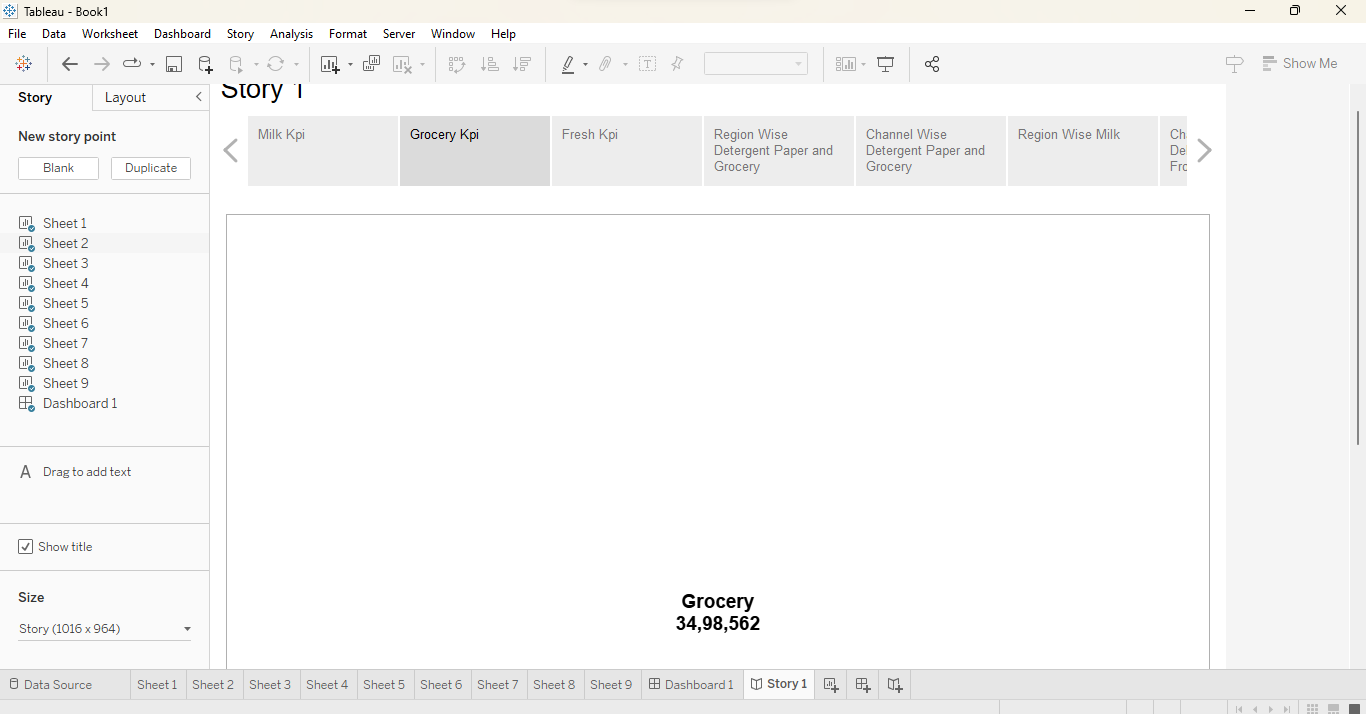 Tableau - Book1
File Data Worksheet Dashboard Story Analysis Format Server Window Help
Show Me
Story Layout
New story point
Blank Duplicate
Sheet 1
Sheet 2
Sheet 3
Sheet 4
Sheet 5
Sheet 6
Sheet 7
Sheet 8
Sheet 9
Dashboard 1
A Drag to add text
Show title
Size
Story (1016 x 964)
Story 1
Milk Kpi
Grocery Kpi
Fresh Kpi
Region Wise
Detergent Paper and
Grocery
Channel Wise
Detergent Paper and
Grocery
Region Wise Milk
Grocery
34,98,562
Data Source Sheet 1 Sheet 2 Sheet 3 Sheet 4 Sheet 5 Sheet 6 Sheet 7 Sheet 8 Sheet 9 Dashboard 1 Story 1